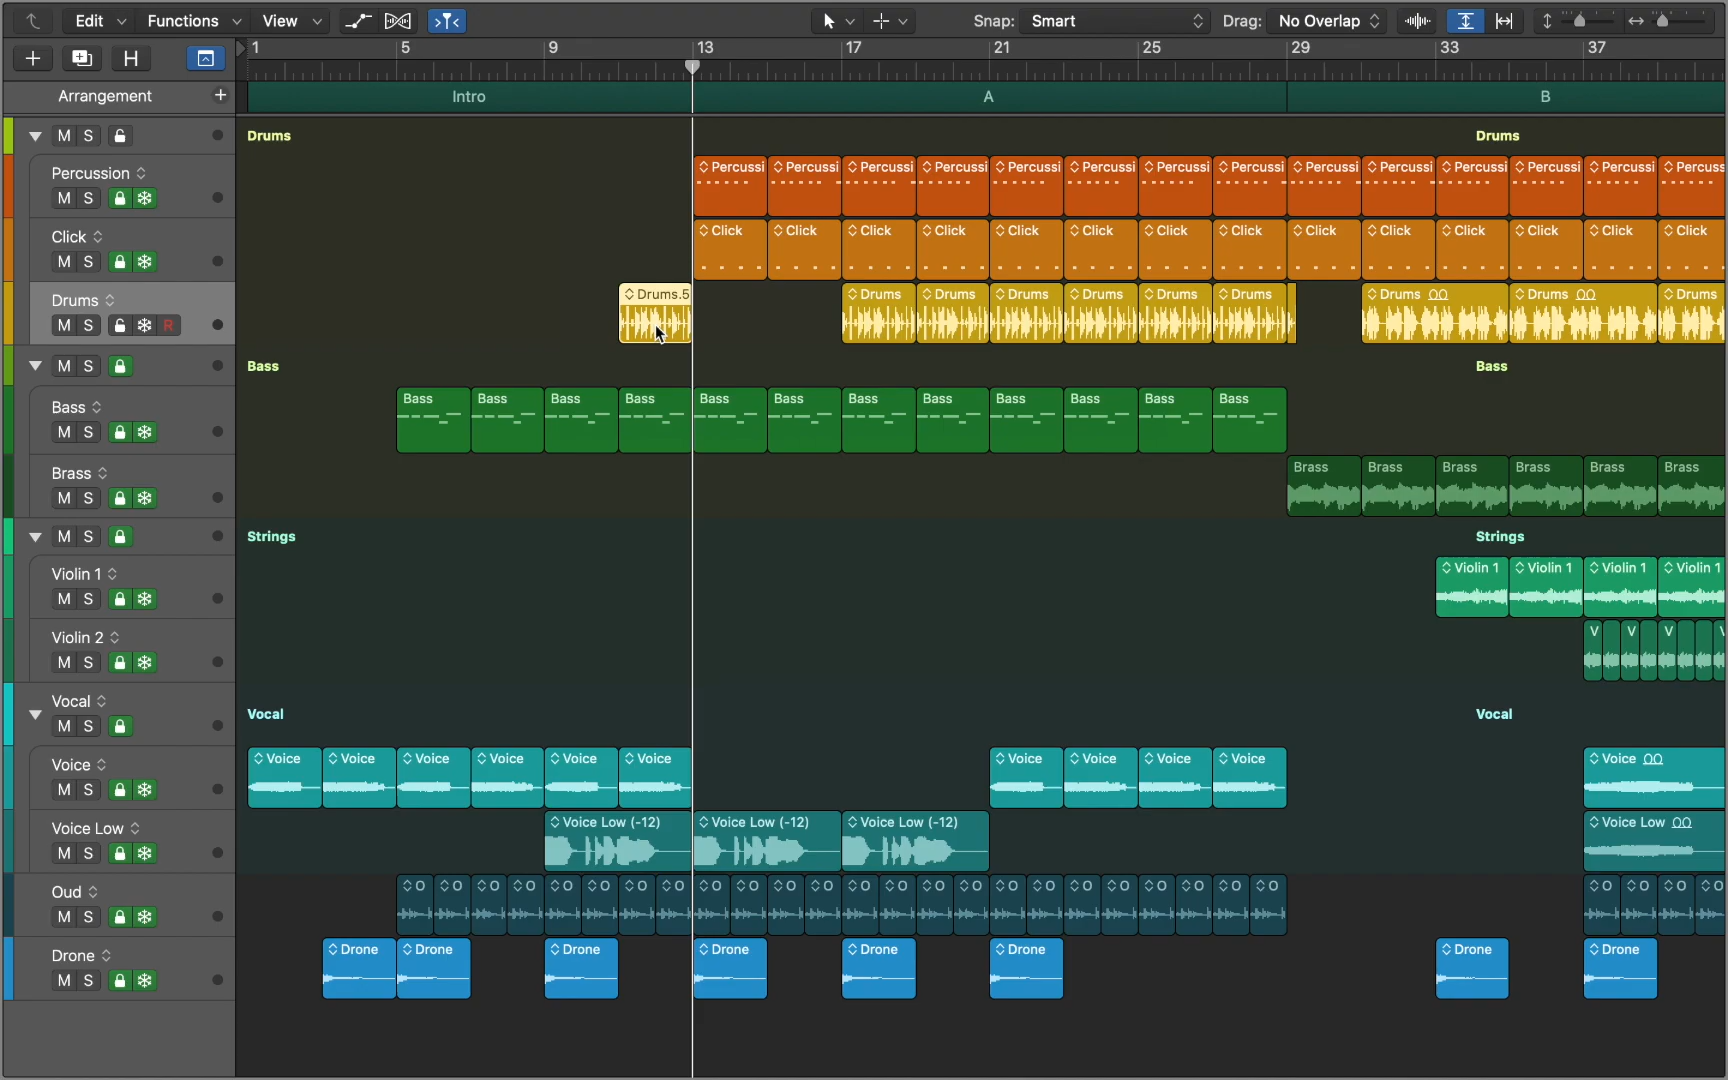 Edit Functions View Snap: Smart Drag: No Overlap
H 1 5 9 13 17 21 25 29 33 37
Arrangement + Intro A B
M S Drums Drums
Percussion Percussi Percussi Percussi Percussi Percussi Percussi Percussi Percussi Percussi Percussi Percussi Percussi Percussi Percuss
M S
Click Click Click Click Click Click Click Click Click Click Click Click Click Click Click Click
M S
Drums Drums.5 Drums Drums Drums Drums Drums Drums Drums Drums Drums
M S R
M S Bass Bass
Bass Bass Bass Bass Bass Bass Bass Bass Bass Bass Bass Bass Bass
M S
Brass Brass Brass Brass Brass Brass Brass
M S
M S Strings Strings
Violin 1 Violin 1 Violin 1 Violin 1 Violin 1
M S
Violin 2 V V V V
M S
Vocal Vocal Vocal
M S
Voice Voice Voice Voice Voice Voice Voice Voice Voice Voice Voice Voice
M S
Voice Low Voice Low (-12) Voice Low (-12) Voice Low (-12) Voice Low
M S
Oud O O O O O O O O O O O O O O O O O O O O O O O O O O O O
M S
Drone Drone Drone Drone Drone Drone Drone Drone Drone
M S